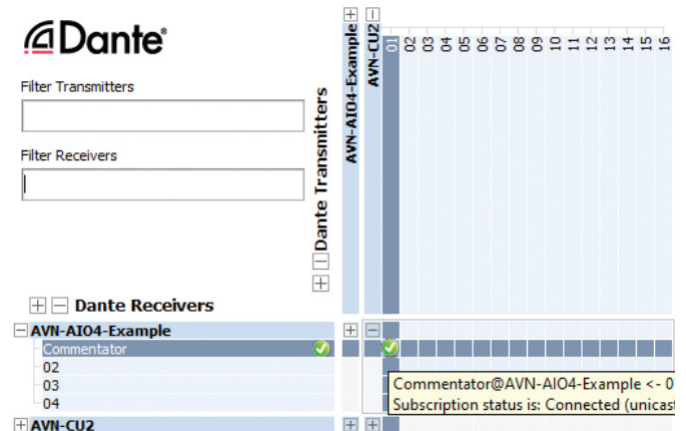 Dante®
Filter Transmitters
Filter Receivers
Dante Transmitters
AVN-AIO4-Example
AVN-CU2
01 02 03 04 05 06 07 08 09 10 11 12 13 14 15 16
Dante Receivers
AVN-AIO4-Example
Commentator
02
03
04
Commentator@AVN-AIO4-Example <- 0
Subscription status is: Connected (unicast
AVN-CU2